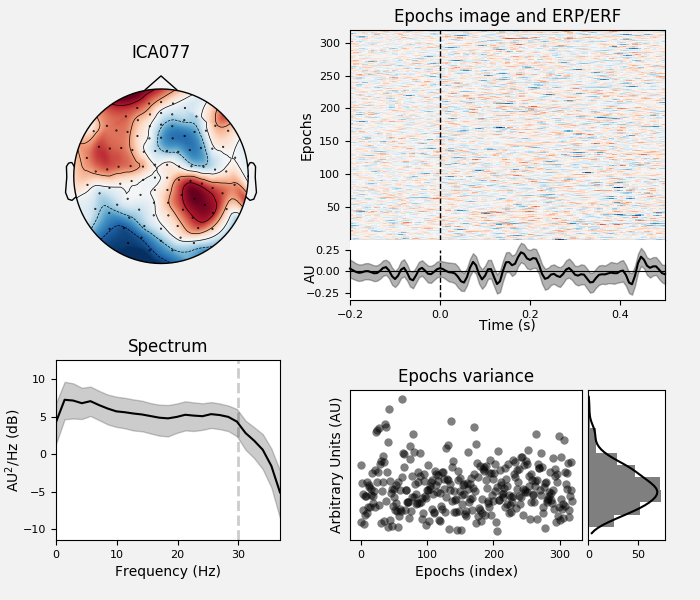 Epochs image and ERP/ERF
ICA077
300
250
200
150
100
50
Epochs
0.25
0.00
−0.25
AU
−0.2 0.0 0.2 0.4
Time (s)
Spectrum
10
5
0
−5
−10
AU²/Hz (dB)
0 10 20 30
Frequency (Hz)
Epochs variance
Arbitrary Units (AU)
0 100 200 300
Epochs (index)
0 50